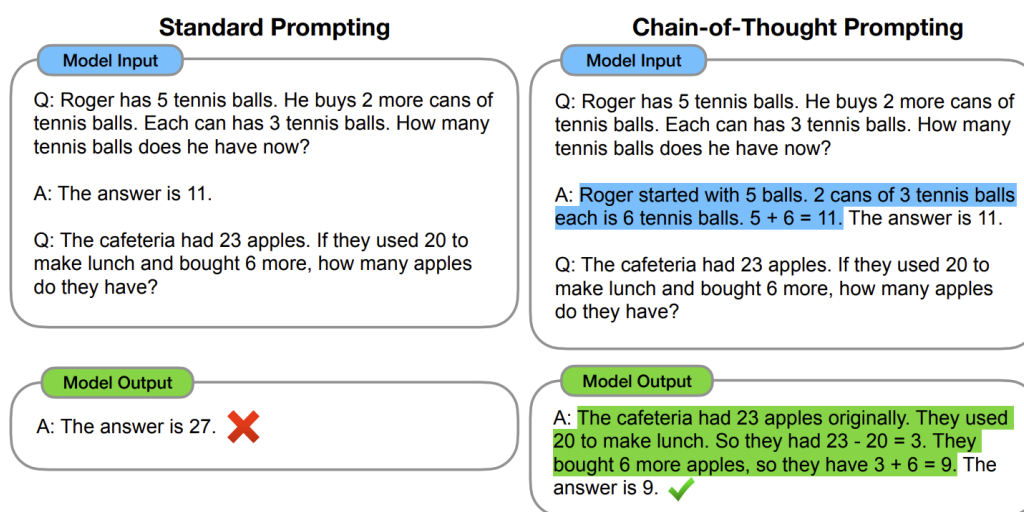 Standard Prompting
Model Input
Q: Roger has 5 tennis balls. He buys 2 more cans of
tennis balls. Each can has 3 tennis balls. How many
tennis balls does he have now?
A: The answer is 11.
Q: The cafeteria had 23 apples. If they used 20 to
make lunch and bought 6 more, how many apples
do they have?
Model Output
A: The answer is 27.
Chain-of-Thought Prompting
Model Input
Q: Roger has 5 tennis balls. He buys 2 more cans of
tennis balls. Each can has 3 tennis balls. How many
tennis balls does he have now?
A: Roger started with 5 balls. 2 cans of 3 tennis balls
each is 6 tennis balls. 5 + 6 = 11. The answer is 11.
Q: The cafeteria had 23 apples. If they used 20 to
make lunch and bought 6 more, how many apples
do they have?
Model Output
A: The cafeteria had 23 apples originally. They used
20 to make lunch. So they had 23 - 20 = 3. They
bought 6 more apples, so they have 3 + 6 = 9. The
answer is 9.